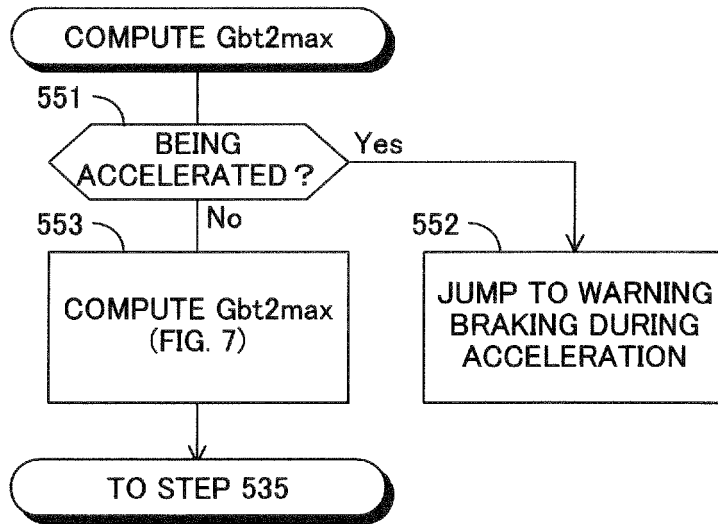 COMPUTE Gbt2max
551
BEING
ACCELERATED?
Yes
No
553
552
COMPUTE Gbt2max
(FIG. 7)
JUMP TO WARNING
BRAKING DURING
ACCELERATION
TO STEP 535